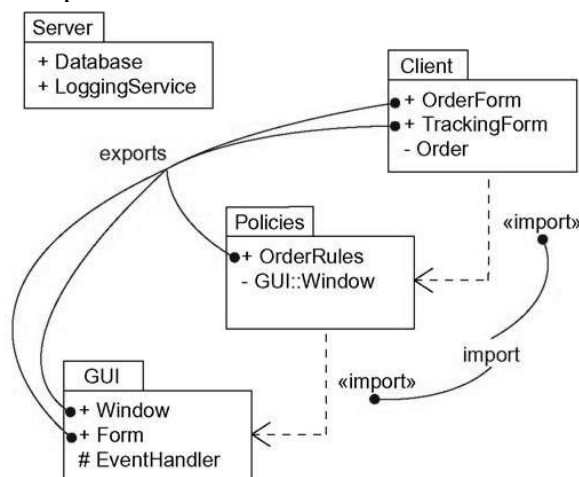 Server
+ Database
+ LoggingService
Client
+ OrderForm
+ TrackingForm
- Order
exports
Policies
+ OrderRules
- GUI::Window
«import»
import
«import»
GUI
+ Window
+ Form
# EventHandler